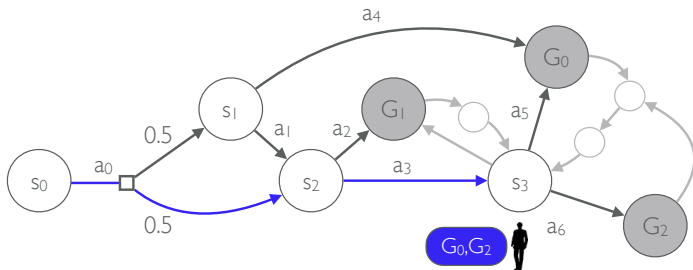 a₄
G₀
s₁
0.5
a₁
a₂
G₁
a₅
s₀
a₀
s₂
a₃
s₃
0.5
a₆
G₂
G₀,G₂